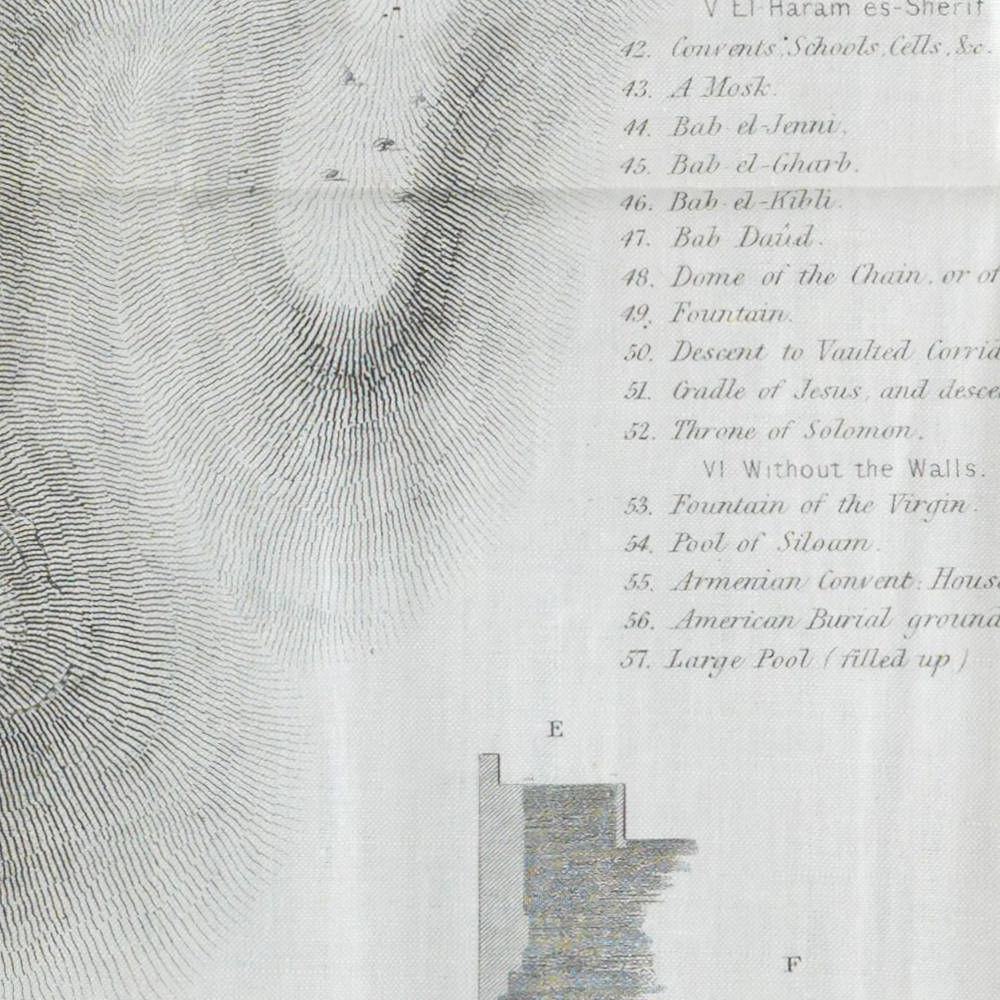 V El-Haram es-Sherif
42. Convents, Schools, Cells, &c.
43. A Mosk.
44. Bab el-Jenni.
45. Bab el-Gharb.
46. Bab el-Kibli.
47. Bab Daûd.
48. Dome of the Chain, or of
49. Fountain.
50. Descent to Vaulted Corrid
51. Cradle of Jesus, and desce
52. Throne of Solomon.
VI Without the Walls.
53. Fountain of the Virgin.
54. Pool of Siloam.
55. Armenian Convent: House
56. American Burial ground
57. Large Pool (filled up)
E
F